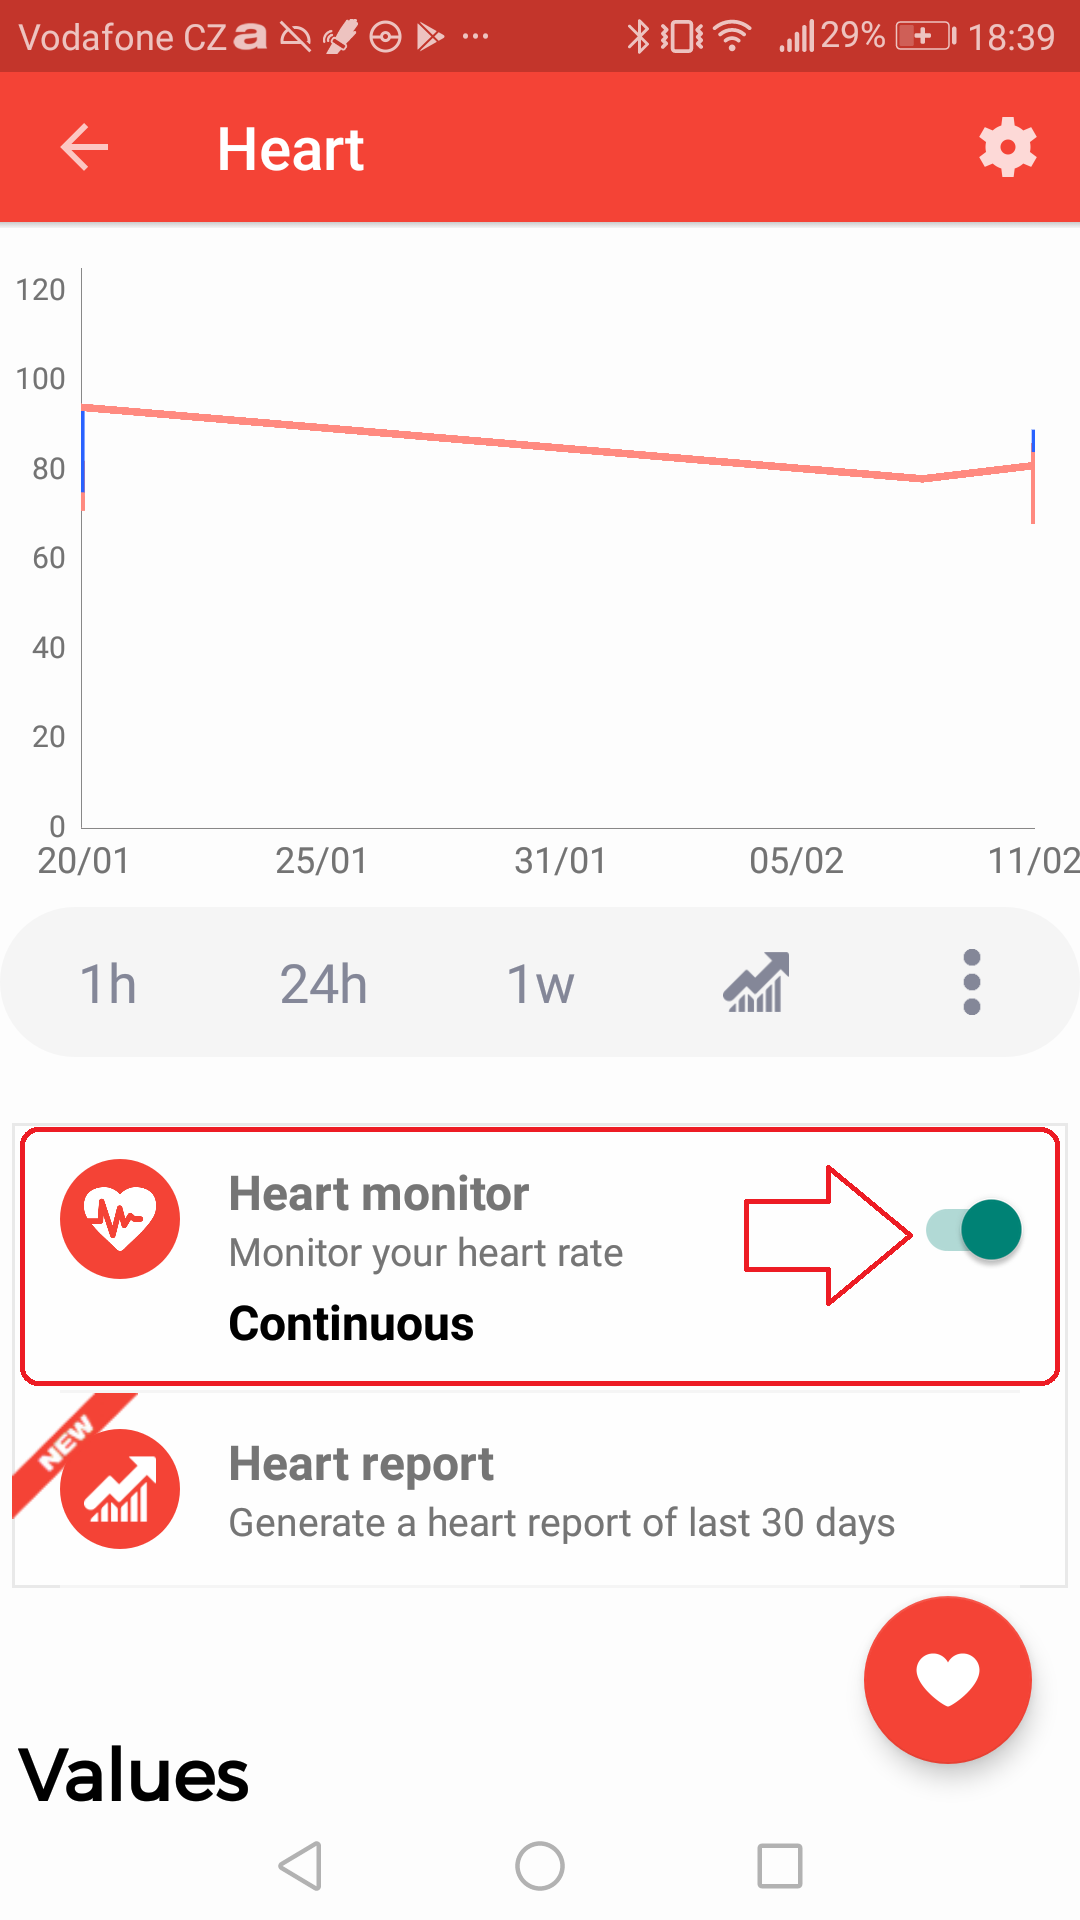 Vodafone CZ a 29% 18:39
Heart
120
100
80
60
40
20
0
20/01 25/01 31/01 05/02 11/02
1h 24h 1w
Heart monitor
Monitor your heart rate
Continuous
NEW
Heart report
Generate a heart report of last 30 days
Values